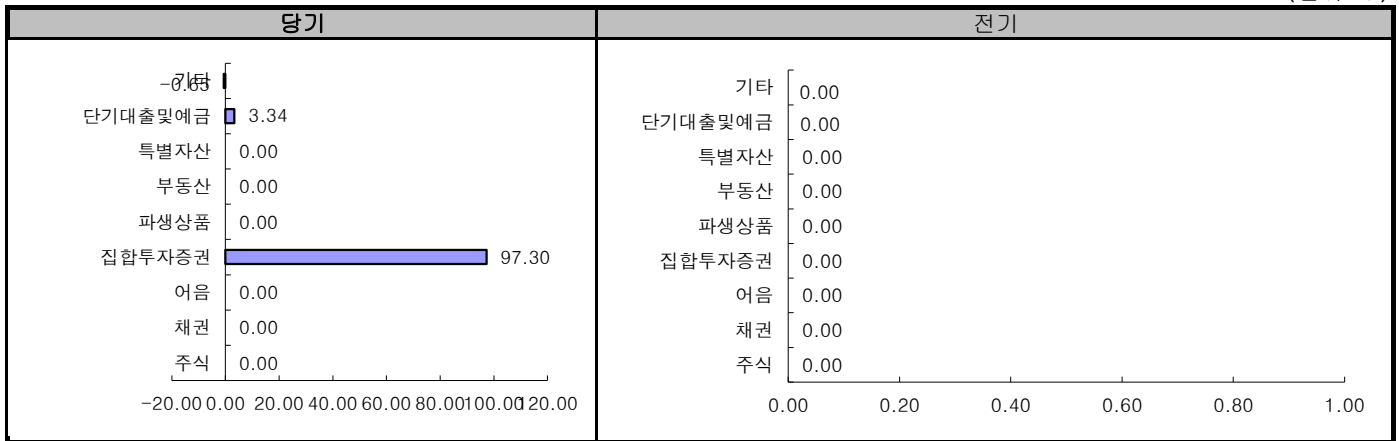 당기
전기
기타
-0.65
단기대출및예금 3.34
특별자산 0.00
부동산 0.00
파생상품 0.00
집합투자증권 97.30
어음 0.00
채권 0.00
주식 0.00
-20.00 0.00 20.00 40.00 60.00 80.00 100.00 120.00
기타 0.00
단기대출및예금 0.00
특별자산 0.00
부동산 0.00
파생상품 0.00
집합투자증권 0.00
어음 0.00
채권 0.00
주식 0.00
0.00 0.20 0.40 0.60 0.80 1.00